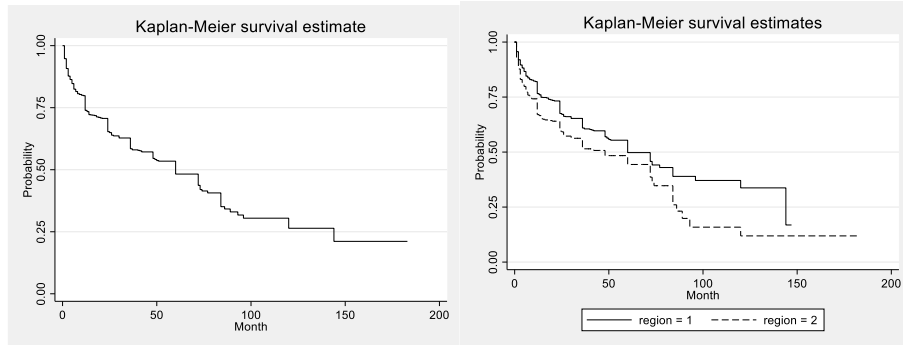 Kaplan-Meier survival estimate
1.00
0.75
0.50
0.25
0.00
Probability
0 50 100 150 200
Month
Kaplan-Meier survival estimates
1.00
0.75
0.50
0.25
0.00
Probability
0 50 100 150 200
Month
region = 1 region = 2